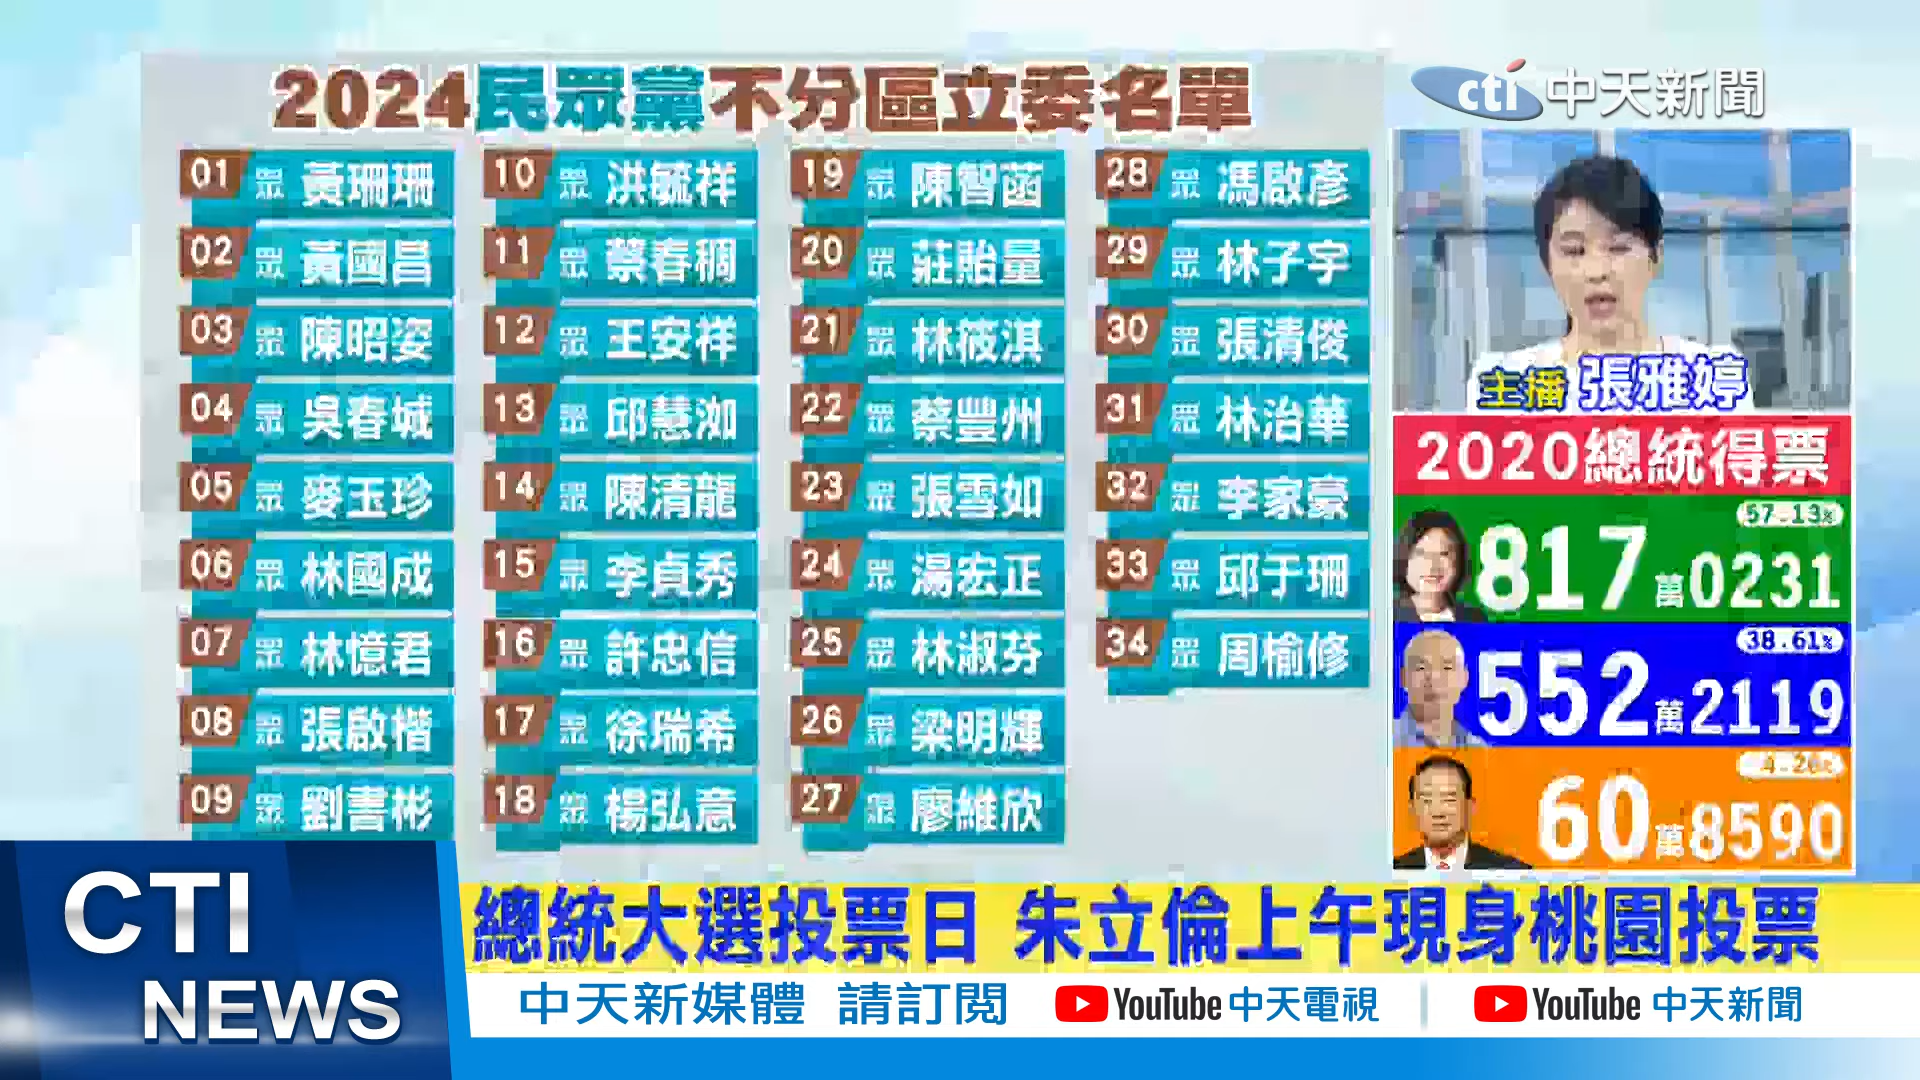 2024民眾黨不分區立委名單
cti 中天新聞
01 眾 黃珊珊
02 眾 黃國昌
03 眾 陳昭姿
04 眾 吳春城
05 眾 麥玉珍
06 眾 林國成
07 眾 林憶君
08 眾 張啟楷
09 眾 劉書彬
10 眾 洪毓祥
11 眾 蔡春綢
12 眾 王安祥
13 眾 邱慧洳
14 眾 陳清龍
15 眾 李貞秀
16 眾 許忠信
17 眾 徐瑞希
18 眾 楊弘意
19 眾 陳智菡
20 眾 莊貽量
21 眾 林筱淇
22 眾 蔡豐州
23 眾 張雪如
24 眾 湯宏正
25 眾 林淑芬
26 眾 梁明輝
27 眾 廖維欣
28 眾 馮啟彥
29 眾 林子宇
30 眾 張清俊
31 眾 林治華
32 眾 李家豪
33 眾 邱于珊
34 眾 周榆修
主播 張雅婷
2020總統得票
57.13%
817萬0231
38.61%
552萬2119
4.26%
60萬8590
總統大選投票日 朱立倫上午現身桃園投票
CTI
NEWS
中天新媒體 請訂閱 YouTube 中天電視 | YouTube 中天新聞